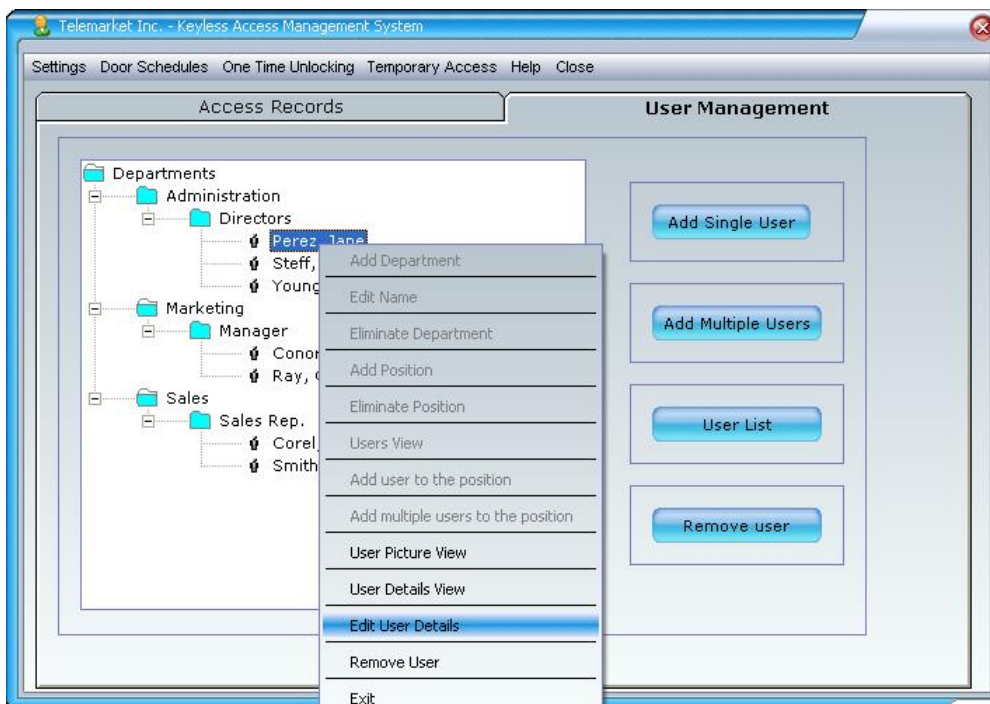 Telemarket Inc. - Keyless Access Management System
Settings Door Schedules One Time Unlocking Temporary Access Help Close
Access Records
User Management
Departments
Administration
Directors
Perez, Jane
Steff,
Young
Marketing
Manager
Conor
Ray,
Sales
Sales Rep.
Corel,
Smith
Add Department
Edit Name
Eliminate Department
Add Position
Eliminate Position
Users View
Add user to the position
Add multiple users to the position
User Picture View
User Details View
Edit User Details
Remove User
Exit
Add Single User
Add Multiple Users
User List
Remove user